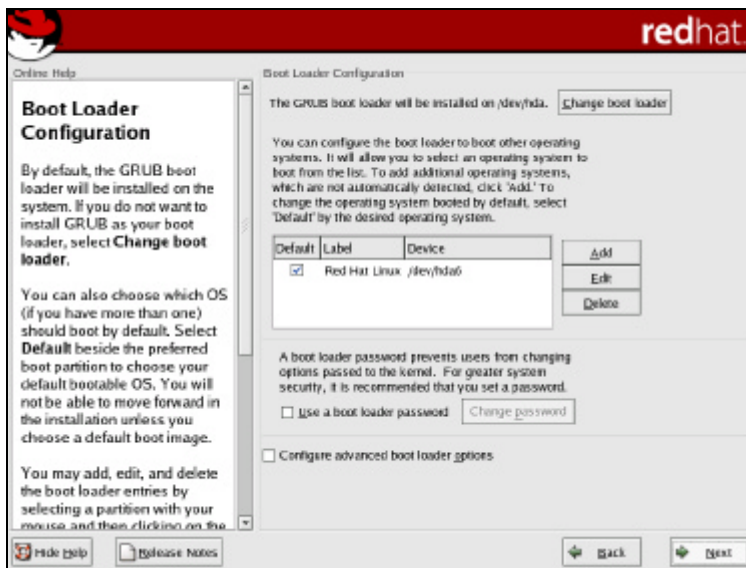 redhat.
Online Help
Boot Loader
Configuration
By default, the GRUB boot
loader will be installed on the
system. If you do not want to
install GRUB as your boot
loader, select Change boot
loader.
You can also choose which OS
(if you have more than one)
should boot by default. Select
Default beside the preferred
boot partition to choose your
default bootable OS. You will
not be able to move forward in
the installation unless you
choose a default boot image.
You may add, edit, and delete
the boot loader entries by
selecting a partition with your
mouse and then clicking on the
Boot Loader Configuration
The GRUB boot loader will be installed on /dev/hda.
Change boot loader
You can configure the boot loader to boot other operating
systems. It will allow you to select an operating system to
boot from the list. To add additional operating systems,
which are not automatically detected, click 'Add.' To
change the operating system booted by default, select
'Default' by the desired operating system.
Default Label Device
Red Hat Linux /dev/hda6
Add
Edit
Delete
A boot loader password prevents users from changing
options passed to the kernel. For greater system
security, it is recommended that you set a password.
Use a boot loader password
Change password
Configure advanced boot loader options
Hide Help
Release Notes
Back
Next